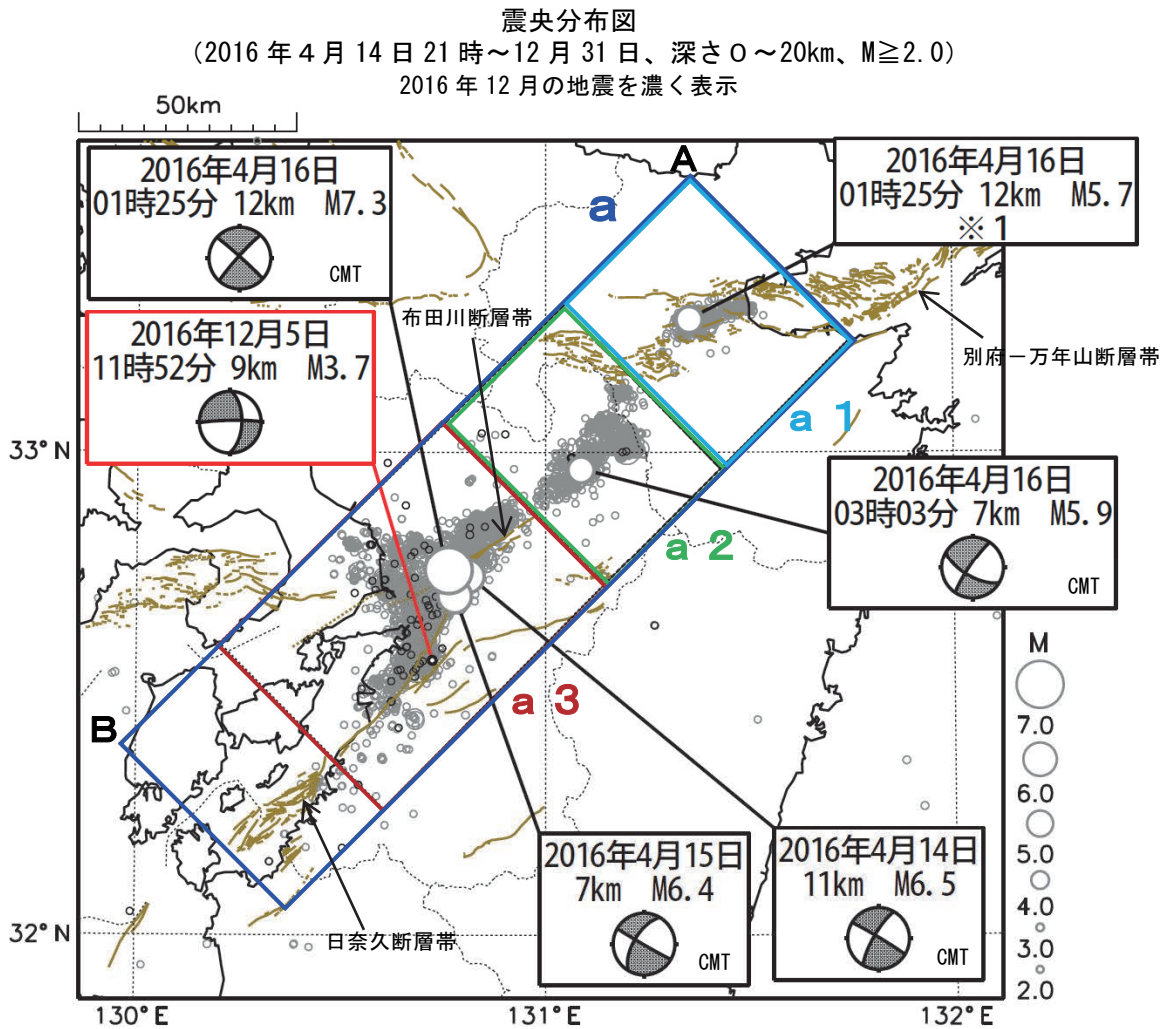 震央分布図
（2016年４月14日21時～12月31日、深さ０～20km、M≧2.0）
2016年12月の地震を濃く表示
50km
2016年4月16日
01時25分 12km M7.3
CMT
A
a
2016年4月16日
01時25分 12km M5.7
※1
2016年12月5日
11時52分 9km M3.7
布田川断層帯
別府－万年山断層帯
a 1
33°N
2016年4月16日
03時03分 7km M5.9
CMT
a 2
M
7.0
6.0
5.0
4.0
3.0
2.0
a 3
B
2016年4月15日
7km M6.4
CMT
2016年4月14日
11km M6.5
CMT
32°N
日奈久断層帯
130°E
131°E
132°E